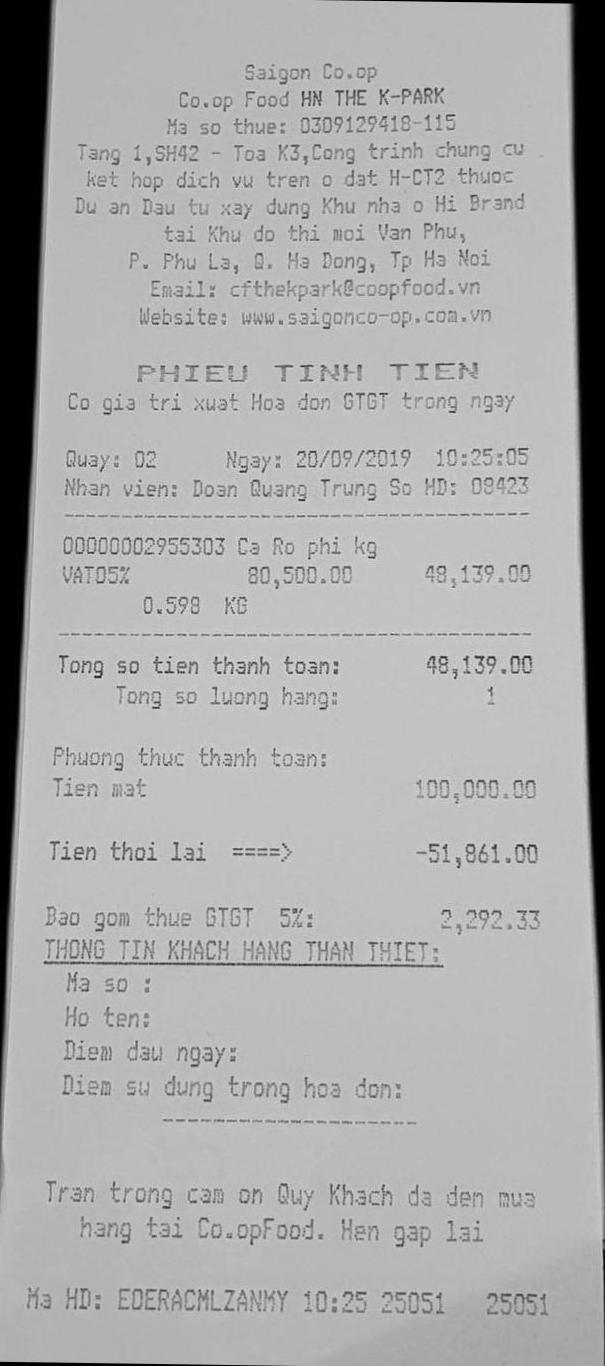 Saigon Co.op
Co.op Food HN THE K-PARK
Ma so thue: 0309129418-115
Tang 1,SH42 - Toa K3,Cong trinh chung cu
ket hop dich vu tren o dat H-CT2 thuoc
Du an Dau tu xay dung Khu nha o Hi Brand
tai Khu do thi moi Van Phu,
P. Phu La, Q. Ha Dong, Tp Ha Noi
Email: cfthekpark@coopfood.vn
Website: www.saigonco-op.com.vn
PHIEU TINH TIEN
Co gia tri xuat Hoa don GTGT trong ngay
Quay: 02 Ngay: 20/09/2019 10:25:05
Nhan vien: Doan Quang Trung So HD: 08423
----------------------------------------
00000002955303 Ca Ro phi kg
VAT05% 80,500.00 48,139.00
0.598 KG
----------------------------------------
Tong so tien thanh toan: 48,139.00
Tong so luong hang: 1
Phuong thuc thanh toan:
Tien mat 100,000.00
Tien thoi lai ====> -51,861.00
Bao gom thue GTGT 5%: 2,292.33
THONG TIN KHACH HANG THAN THIET:
Ma so :
Ho ten:
Diem dau ngay:
Diem su dung trong hoa don:
----------------------
Tran trong cam on Quy Khach da den mua
hang tai Co.opFood. Hen gap lai
Ma HD: EDERACMLZANMY 10:25 25051 25051